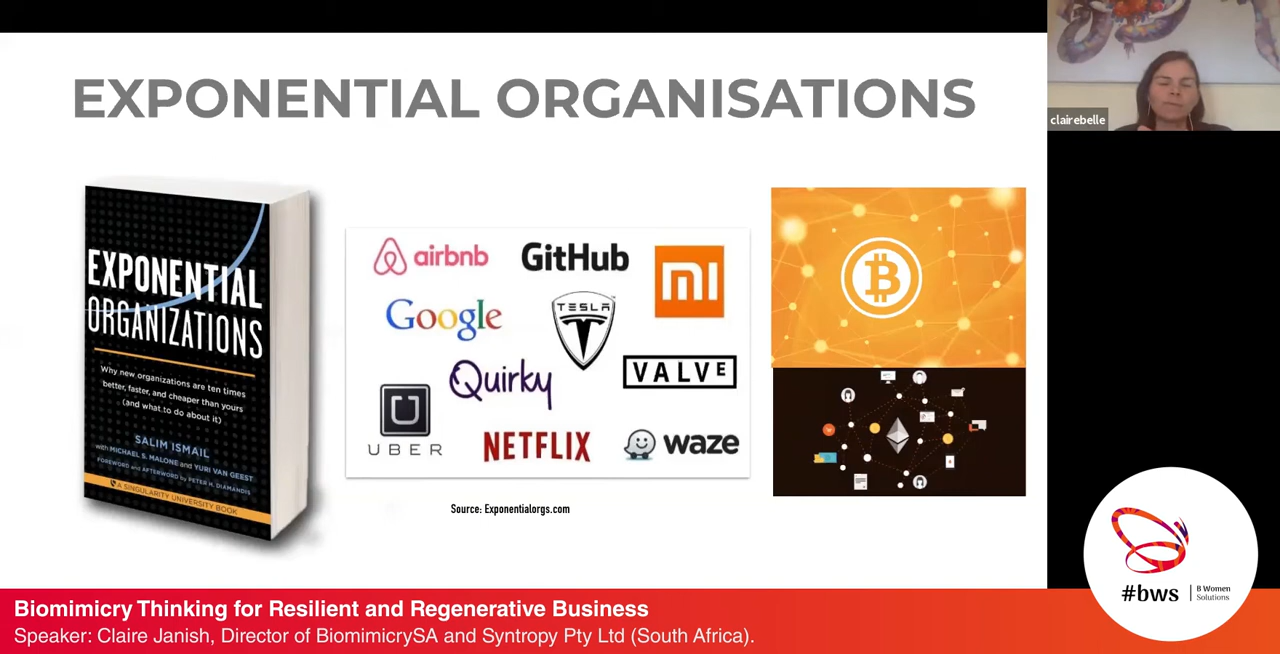 EXPONENTIAL ORGANISATIONS
clairebelle
EXPONENTIAL
ORGANIZATIONS
Why new organizations are ten times
better, faster, and cheaper than yours
(and what to do about it)
SALIM ISMAIL
with MICHAEL S. MALONE and YURI VAN GEEST
FOREWORD and AFTERWORD by PETER H. DIAMANDIS
A SINGULARITY UNIVERSITY BOOK
airbnb
GitHub
mi
Google
TESLA
Quirky
VALVE
UBER
NETFLIX
waze
Source: Exponentialorgs.com
B
#bws
B Women
Solutions
Biomimicry Thinking for Resilient and Regenerative Business
Speaker: Claire Janish, Director of BiomimicrySA and Syntropy Pty Ltd (South Africa).